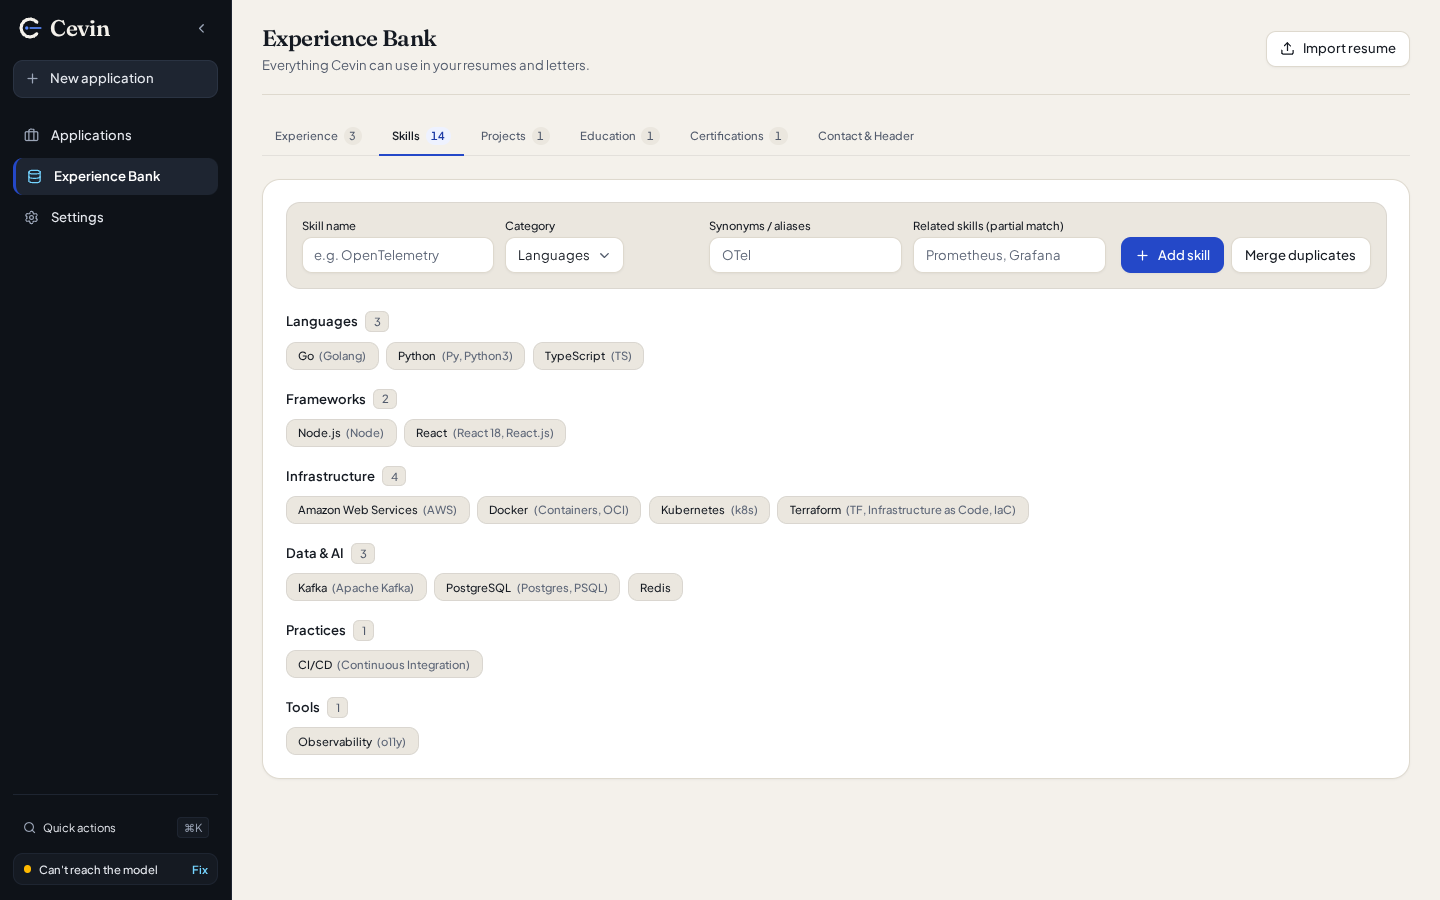 Cevin
New application
Applications
Experience Bank
Settings
Quick actions ⌘K
Can't reach the model Fix
Experience Bank
Everything Cevin can use in your resumes and letters.
Import resume
Experience 3 Skills 14 Projects 1 Education 1 Certifications 1 Contact & Header
Skill name Category Synonyms / aliases Related skills (partial match)
e.g. OpenTelemetry Languages OTel Prometheus, Grafana Add skill Merge duplicates
Languages 3
Go (Golang) Python (Py, Python3) TypeScript (TS)
Frameworks 2
Node.js (Node) React (React 18, React.js)
Infrastructure 4
Amazon Web Services (AWS) Docker (Containers, OCI) Kubernetes (k8s) Terraform (TF, Infrastructure as Code, IaC)
Data & AI 3
Kafka (Apache Kafka) PostgreSQL (Postgres, PSQL) Redis
Practices 1
CI/CD (Continuous Integration)
Tools 1
Observability (o11y)